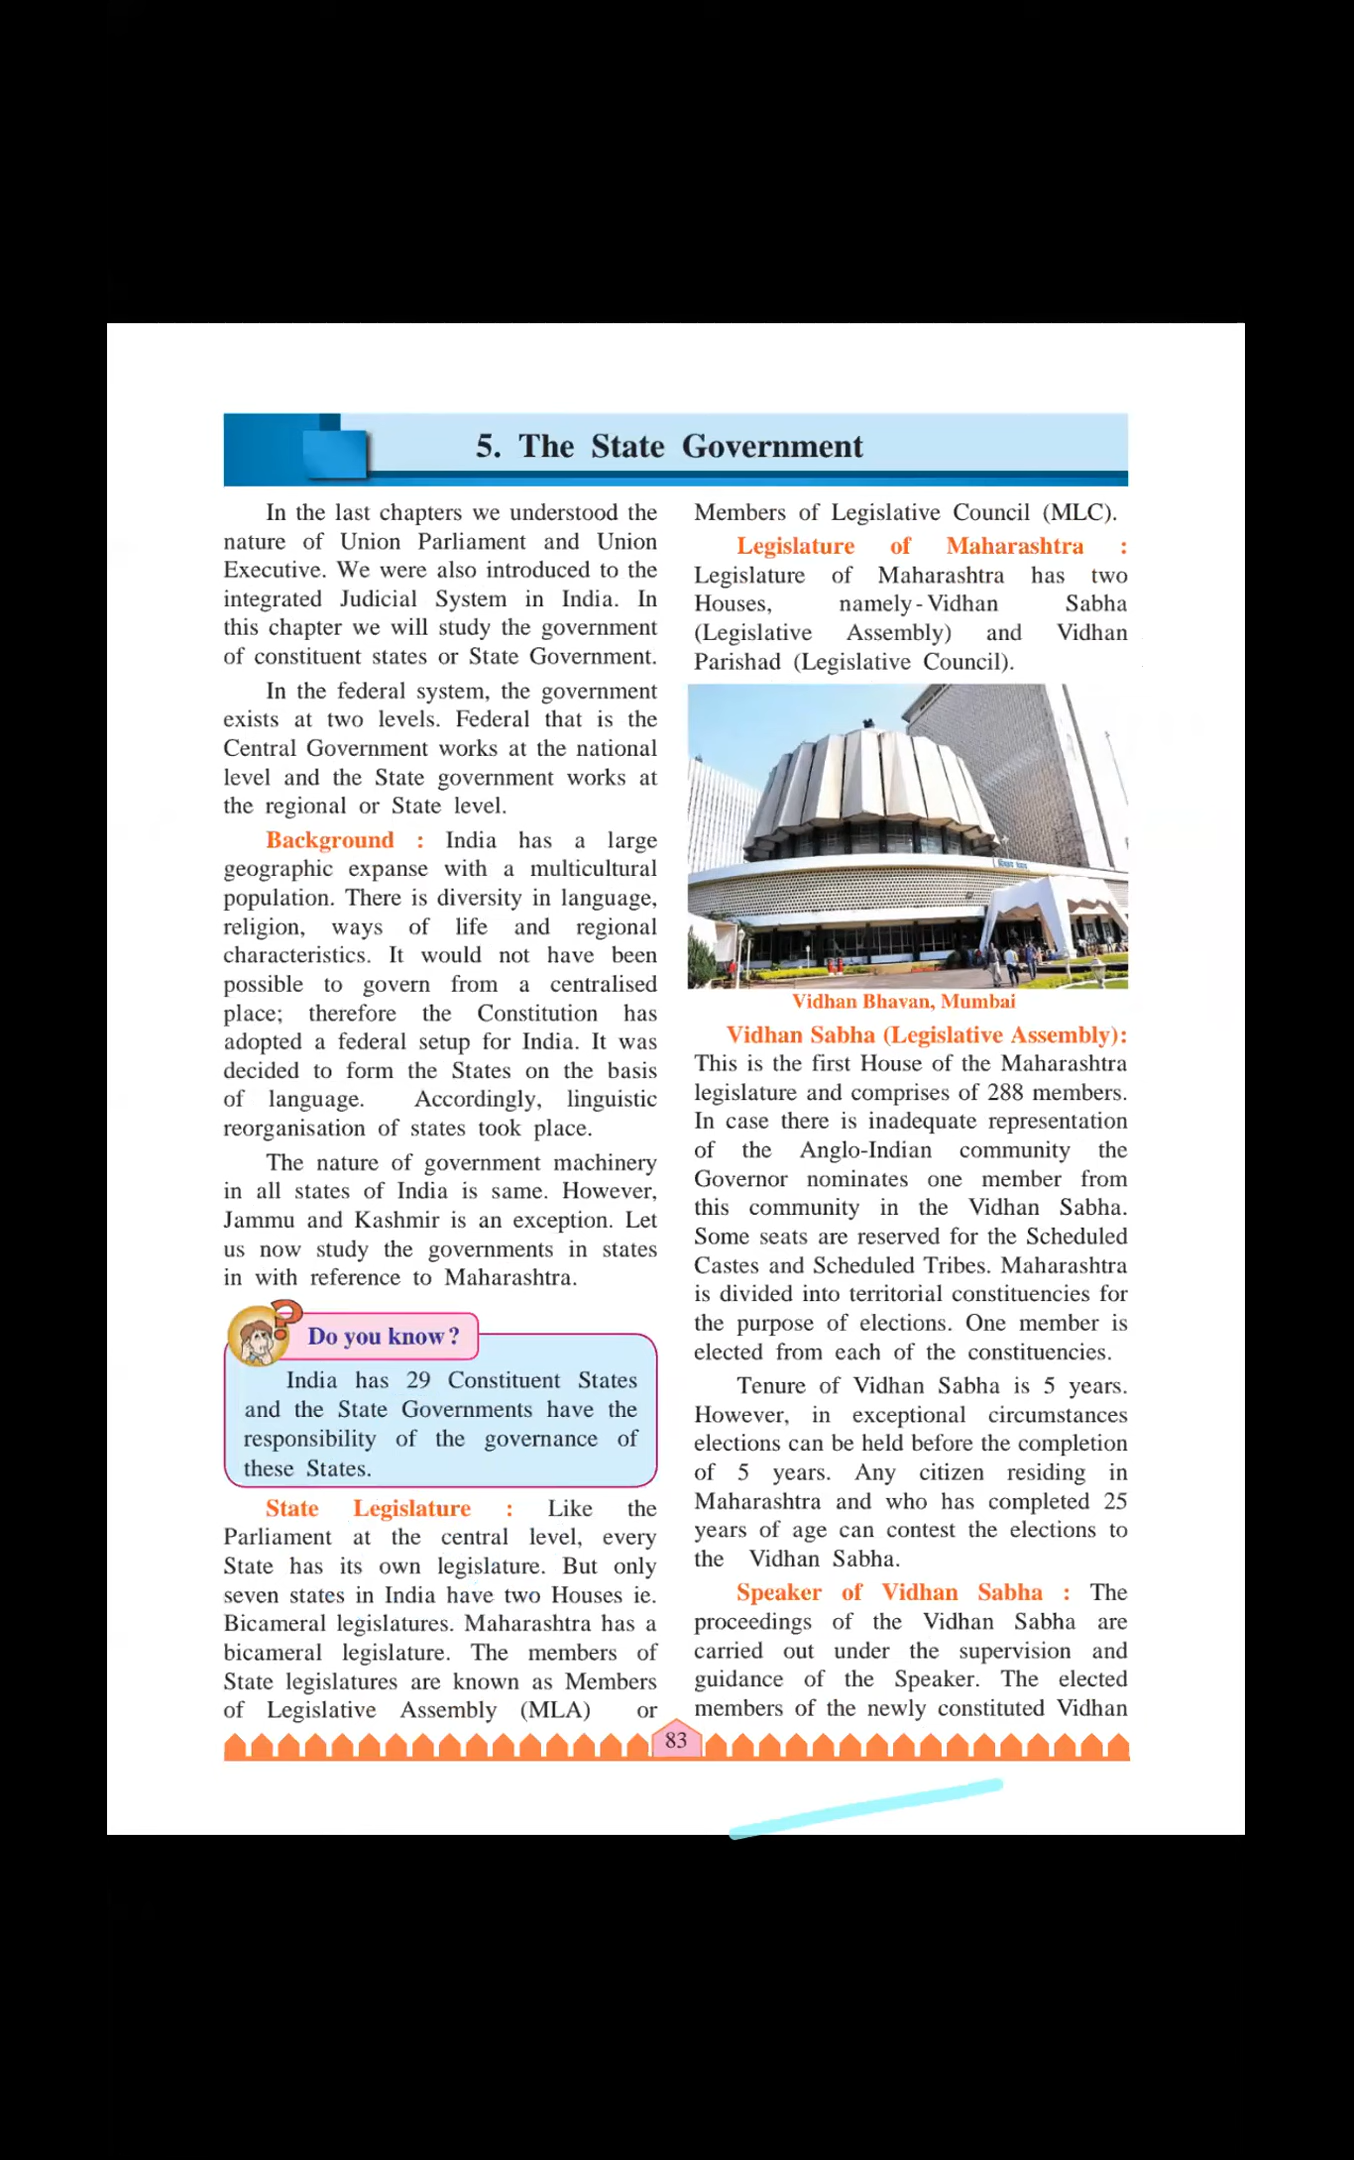 5. The State Government
In the last chapters we understood the
nature of Union Parliament and Union
Executive. We were also introduced to the
integrated Judicial System in India. In
this chapter we will study the government
of constituent states or State Government.
In the federal system, the government
exists at two levels. Federal that is the
Central Government works at the national
level and the State government works at
the regional or State level.
Background : India has a large
geographic expanse with a multicultural
population. There is diversity in language,
religion, ways of life and regional
characteristics. It would not have been
possible to govern from a centralised
place; therefore the Constitution has
adopted a federal setup for India. It was
decided to form the States on the basis
of language. Accordingly, linguistic
reorganisation of states took place.
The nature of government machinery
in all states of India is same. However,
Jammu and Kashmir is an exception. Let
us now study the governments in states
in with reference to Maharashtra.
Do you know ?
India has 29 Constituent States
and the State Governments have the
responsibility of the governance of
these States.
State Legislature : Like the
Parliament at the central level, every
State has its own legislature. But only
seven states in India have two Houses ie.
Bicameral legislatures. Maharashtra has a
bicameral legislature. The members of
State legislatures are known as Members
of Legislative Assembly (MLA) or
Members of Legislative Council (MLC).
Legislature of Maharashtra :
Legislature of Maharashtra has two
Houses, namely - Vidhan Sabha
(Legislative Assembly) and Vidhan
Parishad (Legislative Council).
Vidhan Bhavan, Mumbai
Vidhan Sabha (Legislative Assembly):
This is the first House of the Maharashtra
legislature and comprises of 288 members.
In case there is inadequate representation
of the Anglo-Indian community the
Governor nominates one member from
this community in the Vidhan Sabha.
Some seats are reserved for the Scheduled
Castes and Scheduled Tribes. Maharashtra
is divided into territorial constituencies for
the purpose of elections. One member is
elected from each of the constituencies.
Tenure of Vidhan Sabha is 5 years.
However, in exceptional circumstances
elections can be held before the completion
of 5 years. Any citizen residing in
Maharashtra and who has completed 25
years of age can contest the elections to
the Vidhan Sabha.
Speaker of Vidhan Sabha : The
proceedings of the Vidhan Sabha are
carried out under the supervision and
guidance of the Speaker. The elected
members of the newly constituted Vidhan
83